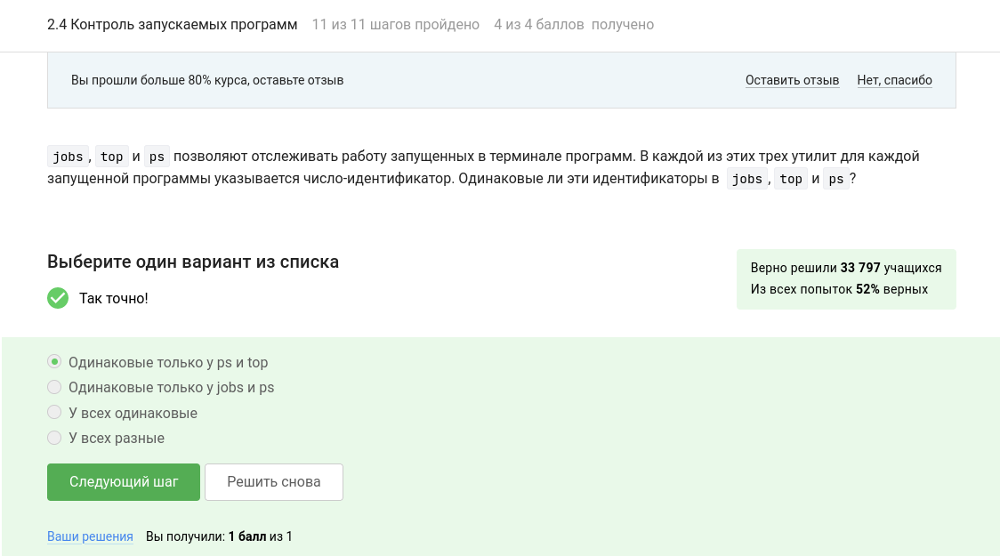 2.4 Контроль запускаемых программ 11 из 11 шагов пройдено 4 из 4 баллов получено
Вы прошли больше 80% курса, оставьте отзыв Оставить отзыв Нет, спасибо
jobs, top и ps позволяют отслеживать работу запущенных в терминале программ. В каждой из этих трех утилит для каждой
запущенной программы указывается число-идентификатор. Одинаковые ли эти идентификаторы в jobs, top и ps?
Выберите один вариант из списка
Так точно!
Верно решили 33 797 учащихся
Из всех попыток 52% верных
Одинаковые только у ps и top
Одинаковые только у jobs и ps
У всех одинаковые
У всех разные
Следующий шаг Решить снова
Ваши решения Вы получили: 1 балл из 1